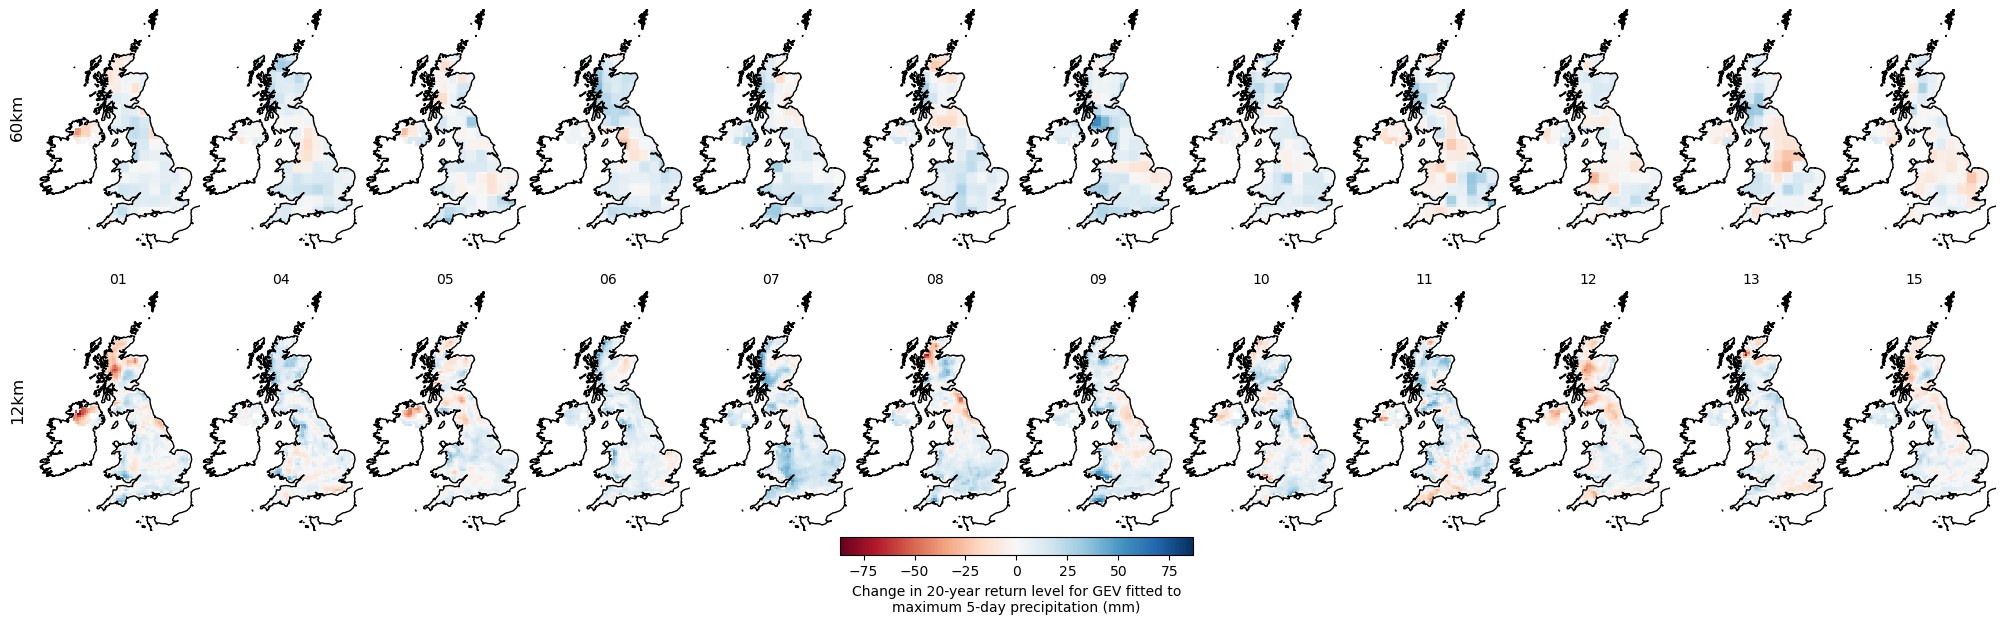 60km
01 04 05 06 07 08 09 10 11 12 13 15
12km
−75 −50 −25 0 25 50 75
Change in 20-year return level for GEV fitted to
maximum 5-day precipitation (mm)